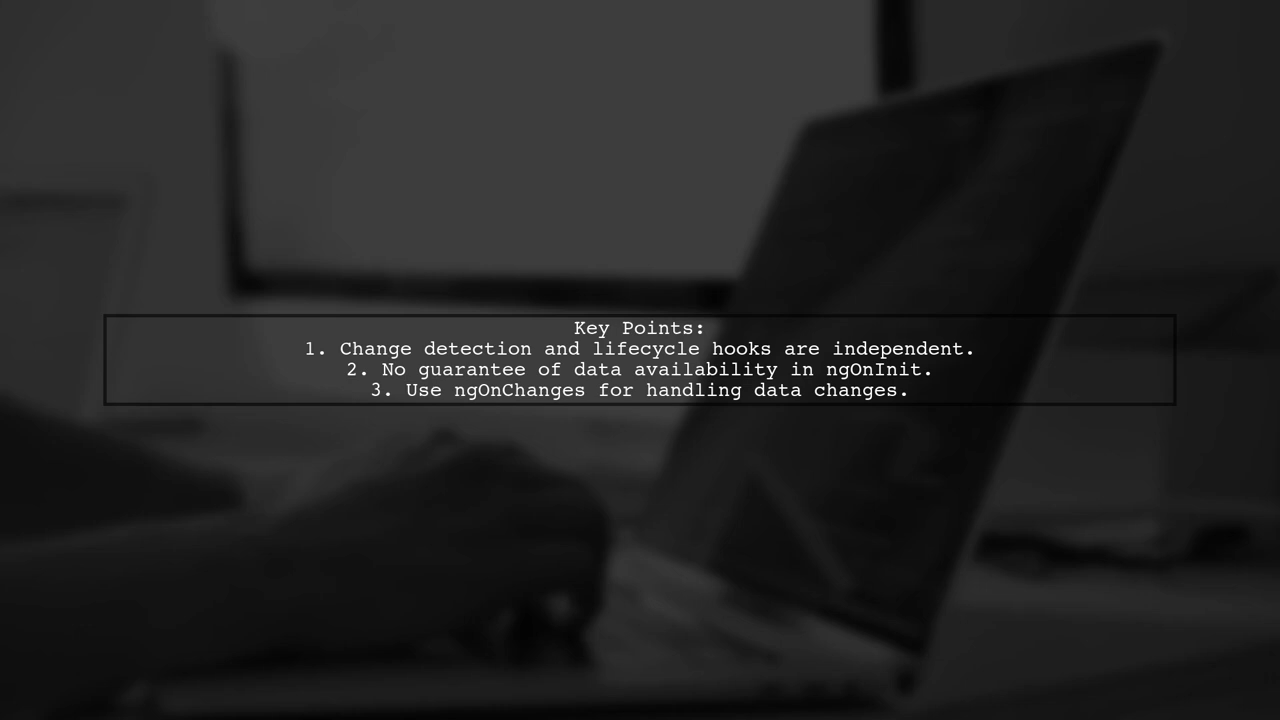 Key Points:
1. Change detection and lifecycle hooks are independent.
2. No guarantee of data availability in ngOnInit.
3. Use ngOnChanges for handling data changes.